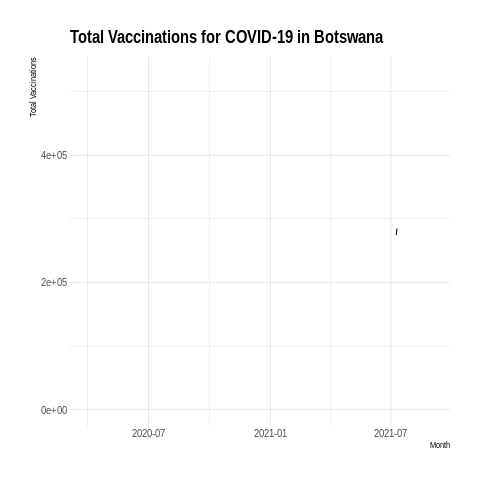 Total Vaccinations for COVID-19 in Botswana
Total Vaccinations
4e+05
2e+05
0e+00
2020-07
2021-01
2021-07
Month